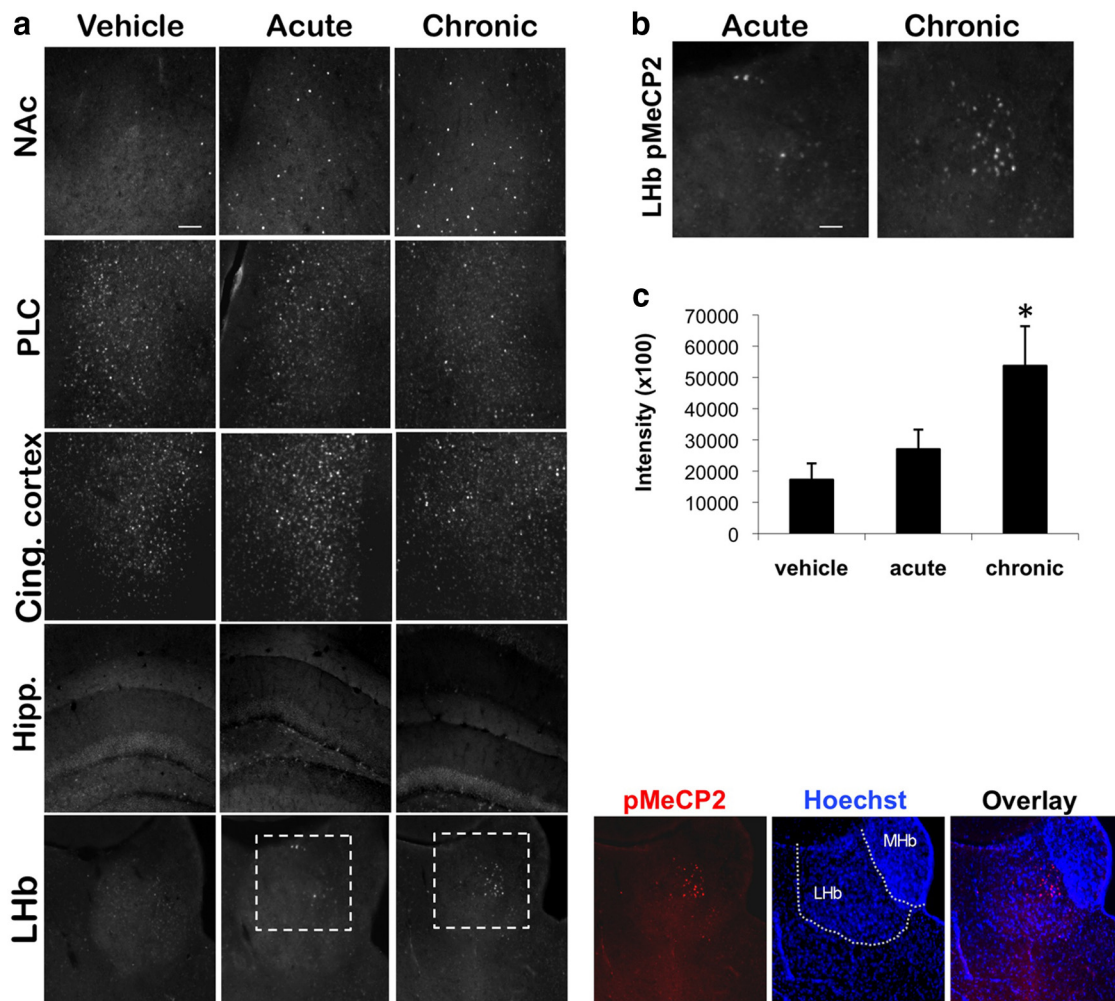 a
Vehicle Acute Chronic
NAc
PLC
Cing. cortex
Hipp.
LHb
b
Acute Chronic
LHb pMeCP2
c
Intensity (x100)
70000
60000
50000
40000
30000
20000
10000
0
*
vehicle acute chronic
pMeCP2 Hoechst Overlay
MHb
LHb